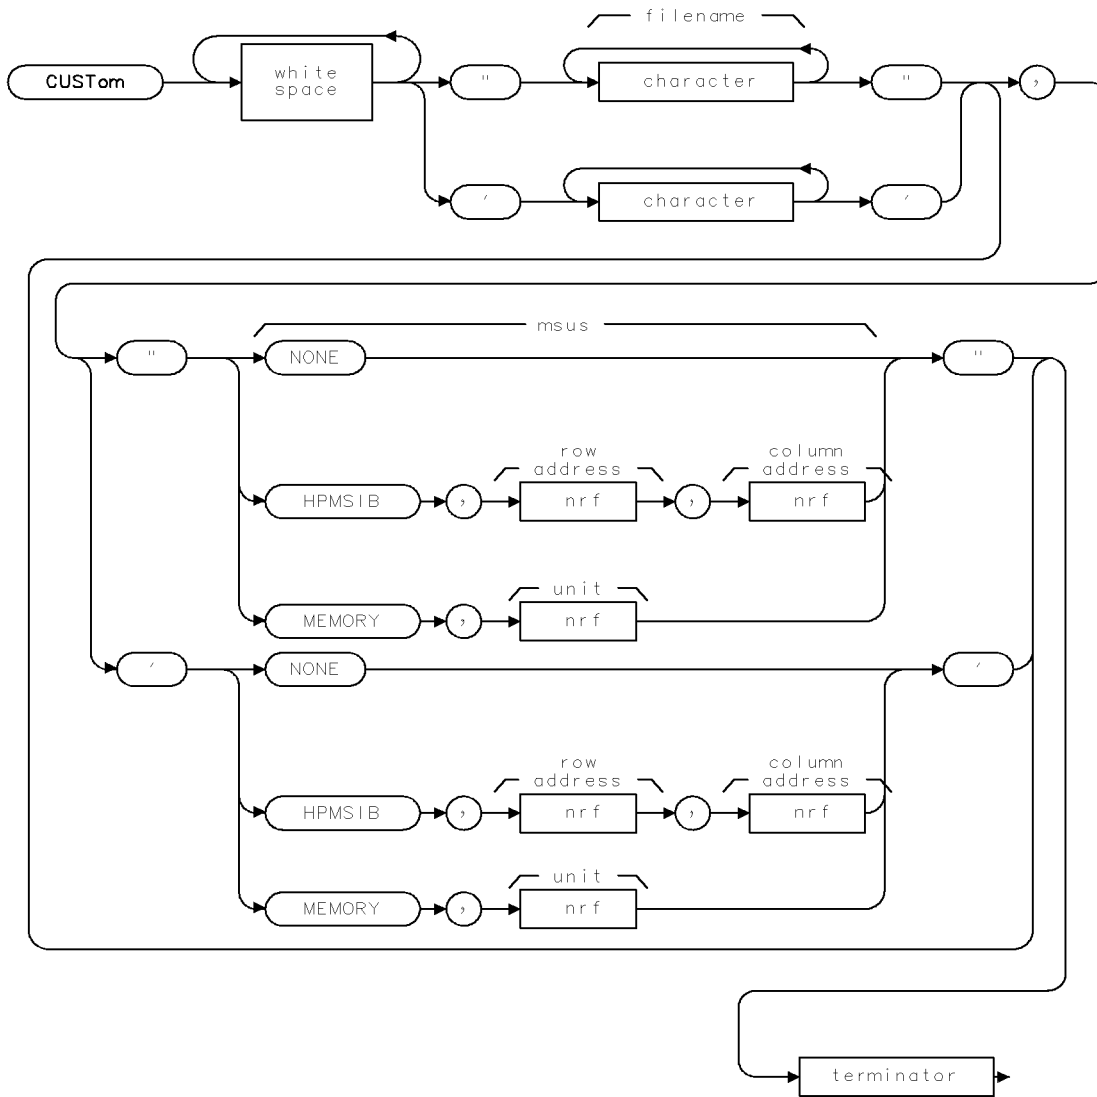 filename
CUSTom
white
space
"
character
"
,
'
character
'
msus
"
NONE
"
row
address
column
address
HPMSIB
,
nrf
,
nrf
unit
MEMORY
,
nrf
'
NONE
'
row
address
column
address
HPMSIB
,
nrf
,
nrf
unit
MEMORY
,
nrf
terminator